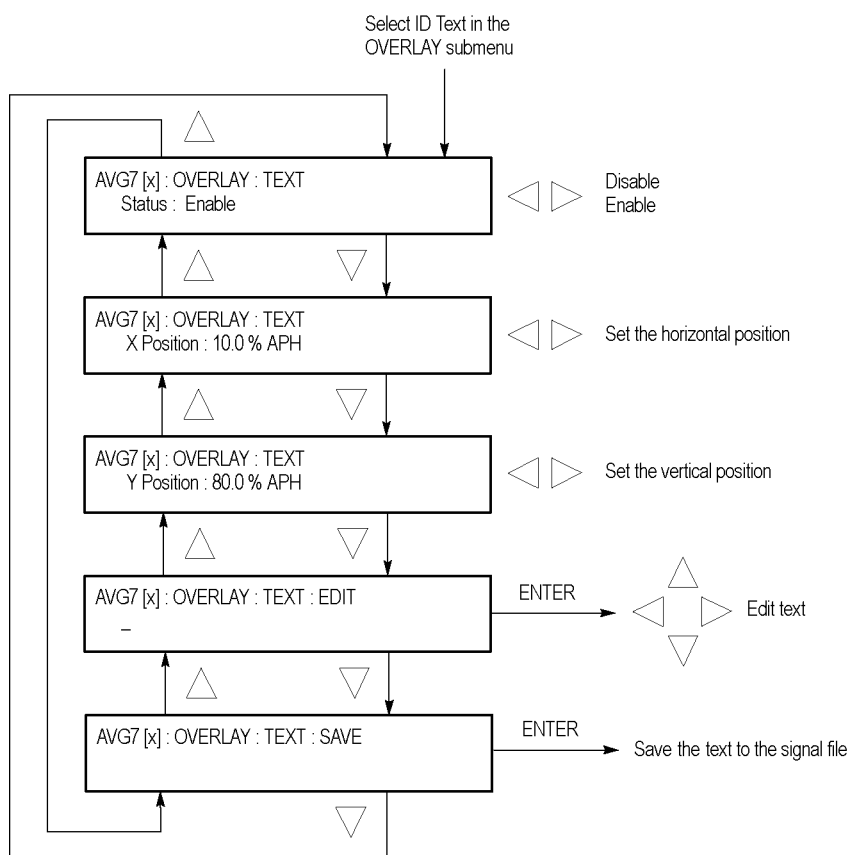 Select ID Text in the
OVERLAY submenu
AVG7 [x] : OVERLAY : TEXT
Status : Enable
Disable
Enable
AVG7 [x] : OVERLAY : TEXT
X Position : 10.0 % APH
Set the horizontal position
AVG7 [x] : OVERLAY : TEXT
Y Position : 80.0 % APH
Set the vertical position
AVG7 [x] : OVERLAY : TEXT : EDIT
_
ENTER
Edit text
AVG7 [x] : OVERLAY : TEXT : SAVE
ENTER
Save the text to the signal file